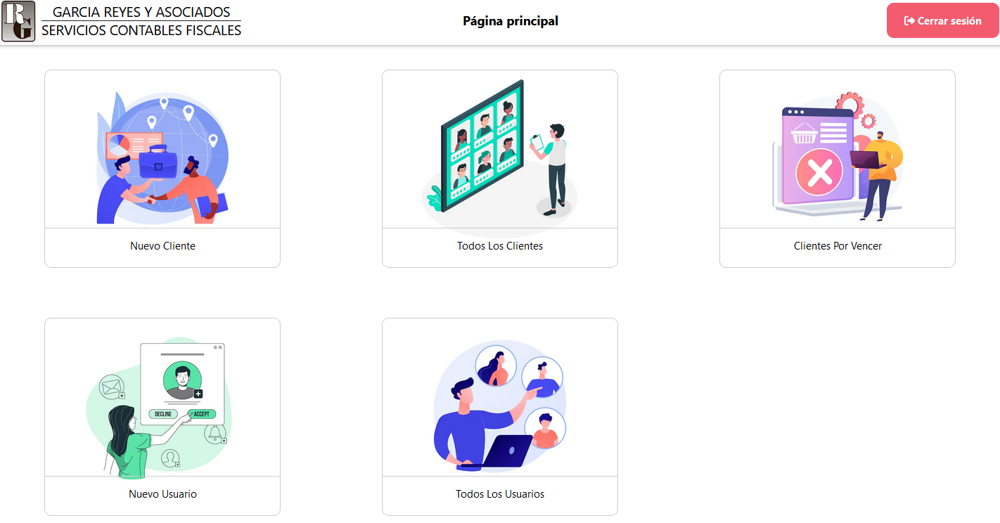 RG
GARCIA REYES Y ASOCIADOS
SERVICIOS CONTABLES FISCALES
Página principal
Cerrar sesión
Nuevo Cliente
Todos Los Clientes
Clientes Por Vencer
DECLINE
ACCEPT
Nuevo Usuario
Todos Los Usuarios